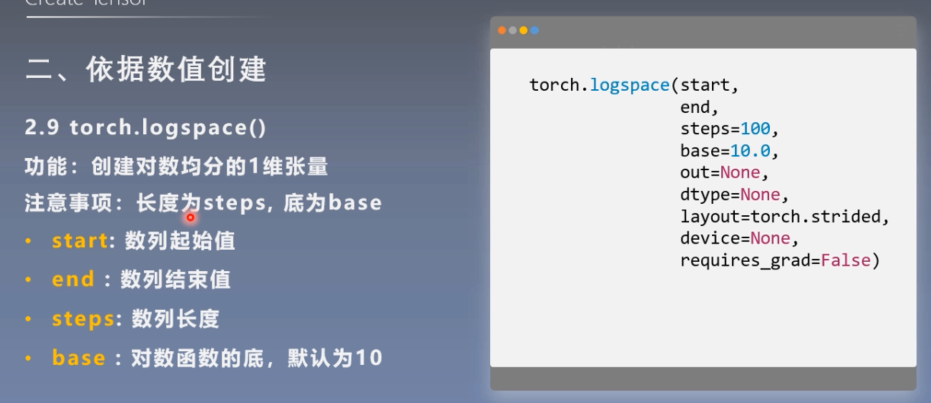 Create Tensor
二、依据数值创建
2.9 torch.logspace()
功能：创建对数均分的1维张量
注意事项：长度为steps, 底为base
• start: 数列起始值
• end : 数列结束值
• steps: 数列长度
• base : 对数函数的底，默认为10
torch.logspace(start,
end,
steps=100,
base=10.0,
out=None,
dtype=None,
layout=torch.strided,
device=None,
requires_grad=False)